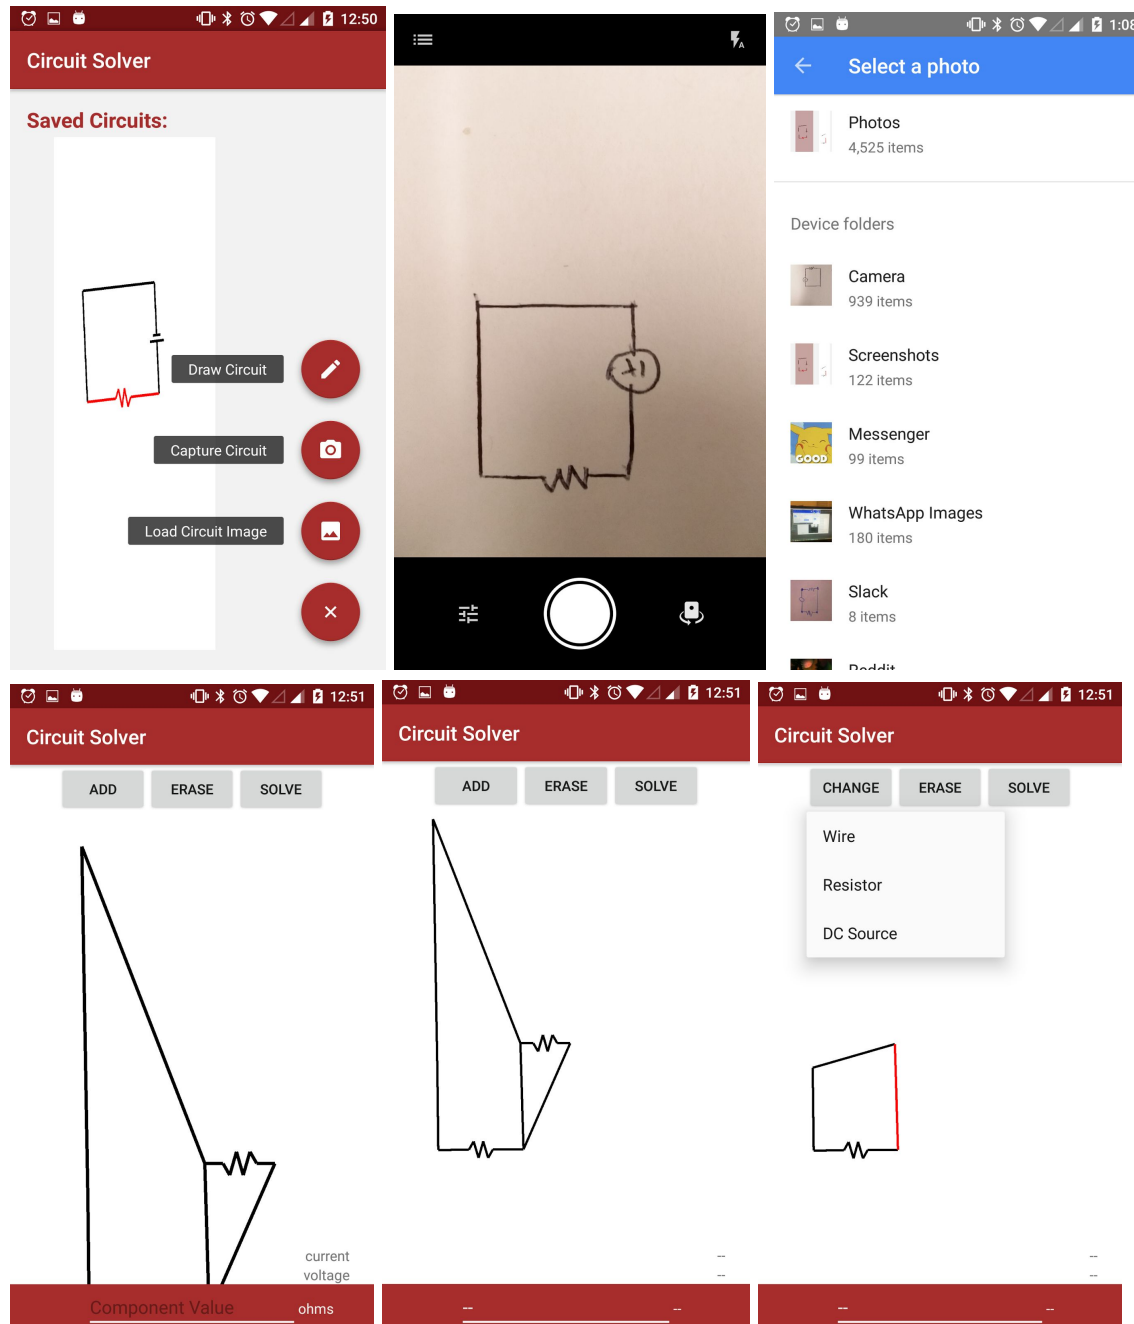 12:50
Circuit Solver
Saved Circuits:
Draw Circuit
Capture Circuit
Load Circuit Image
A
Select a photo
Photos
4,525 items
Device folders
Camera
939 items
Screenshots
122 items
Messenger
GOOD
99 items
WhatsApp Images
180 items
Slack
8 items
12:51
Circuit Solver
ADD ERASE SOLVE
current
voltage
Component Value ohms
12:51
Circuit Solver
ADD ERASE SOLVE
--
--
-- --
12:51
Circuit Solver
CHANGE ERASE SOLVE
Wire
Resistor
DC Source
--
--
-- --